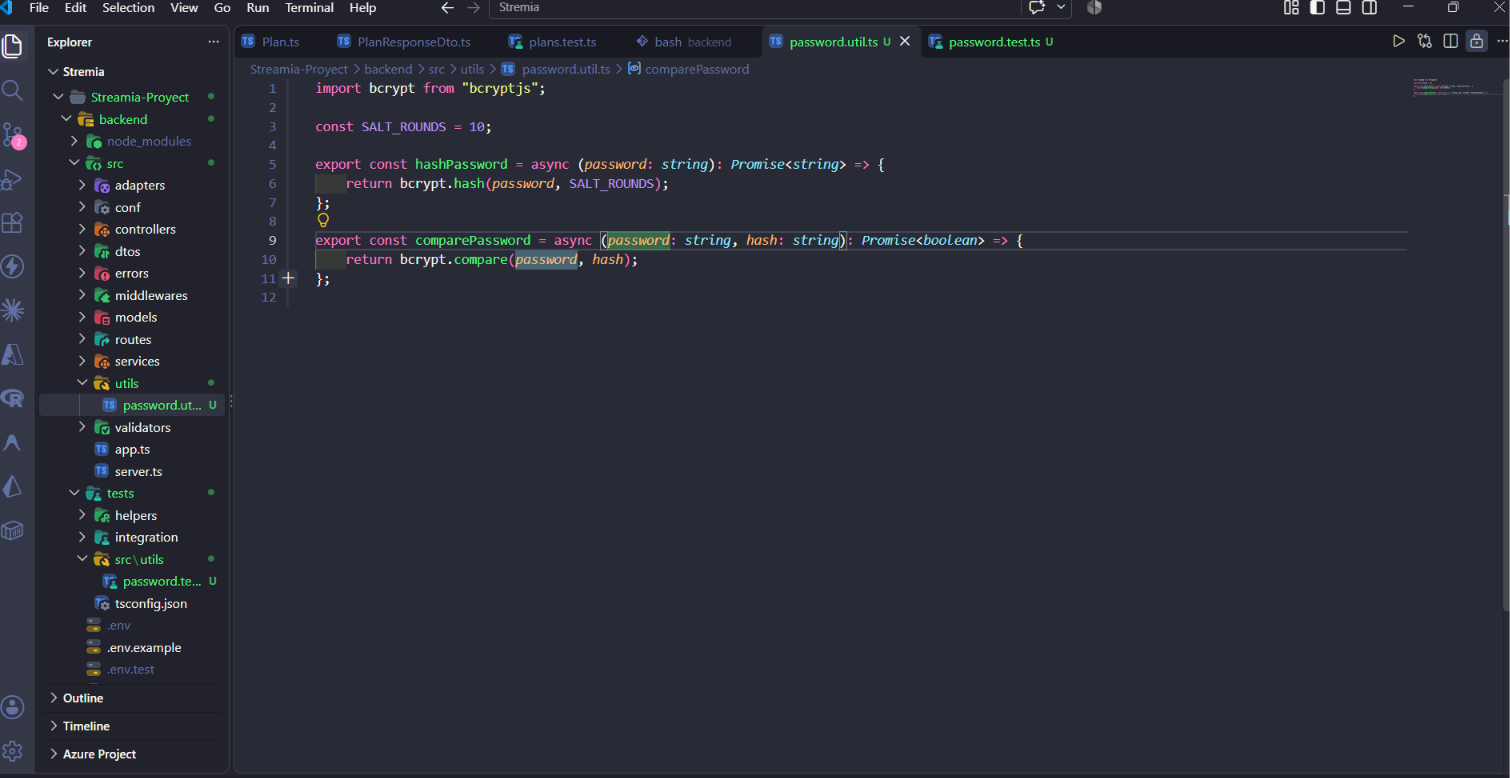 File Edit Selection View Go Run Terminal Help
Stremia
Explorer
Plan.ts
PlanResponseDto.ts
plans.test.ts
bash backend
TS password.util.ts U
password.test.ts U
Streamia-Proyect > backend > src > utils > TS password.util.ts > comparePassword
Stremia
Streamia-Proyect
backend
node_modules
src
adapters
conf
controllers
dtos
errors
middlewares
models
routes
services
utils
TS password.ut... U
validators
TS app.ts
TS server.ts
tests
helpers
integration
src\utils
password.te... U
tsconfig.json
.env
.env.example
.env.test
Outline
Timeline
Azure Project
2
1 import bcrypt from "bcryptjs";
2
3 const SALT_ROUNDS = 10;
4
5 export const hashPassword = async (password: string): Promise<string> => {
6 return bcrypt.hash(password, SALT_ROUNDS);
7 };
8
9 export const comparePassword = async (password: string, hash: string): Promise<boolean> => {
10 return bcrypt.compare(password, hash);
11 };
12